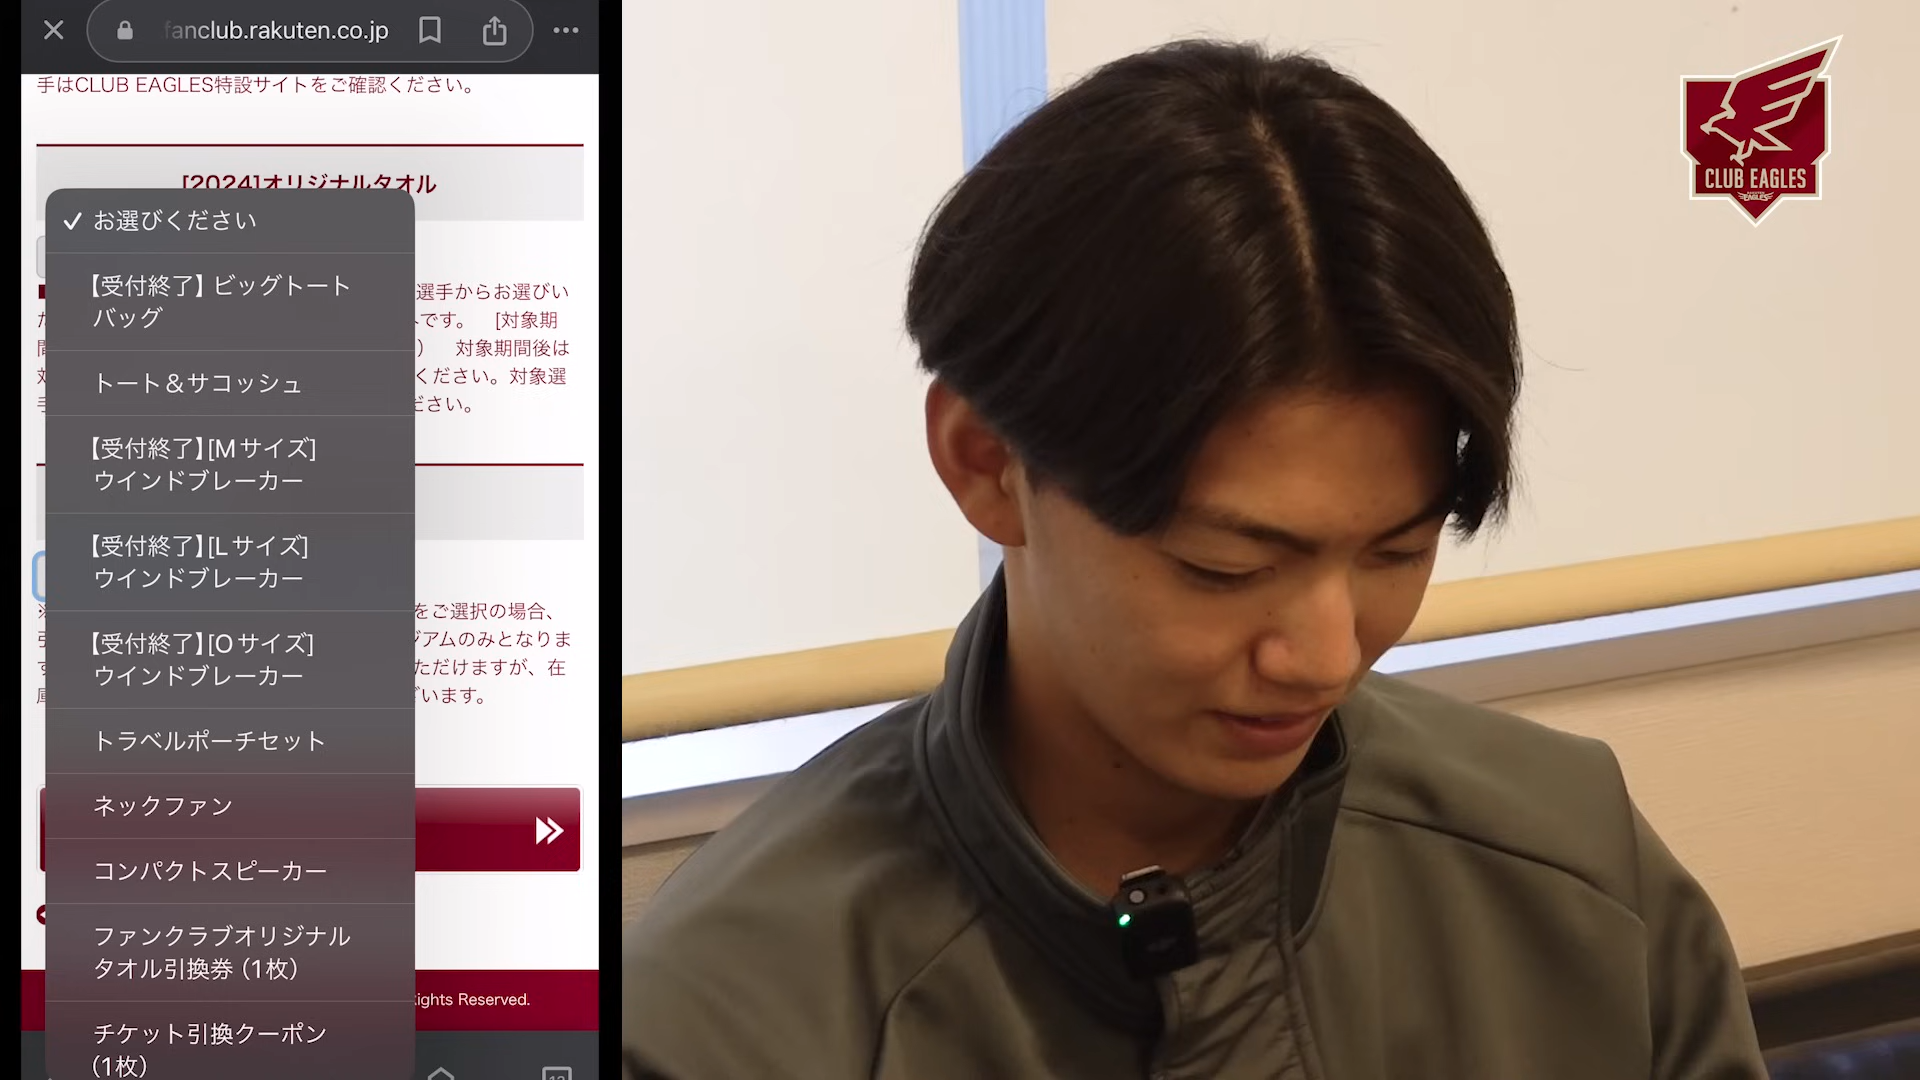 fanclub.rakuten.co.jp
手はCLUB EAGLES特設サイトをご確認ください。
[2024]オリジナルタオル
お選びください
【受付終了】ビッグトート
バッグ
トート＆サコッシュ
【受付終了】[Mサイズ]
ウインドブレーカー
【受付終了】[Lサイズ]
ウインドブレーカー
【受付終了】[Oサイズ]
ウインドブレーカー
トラベルポーチセット
ネックファン
コンパクトスピーカー
ファンクラブオリジナル
タオル引換券（1枚）
チケット引換クーポン
（1枚）
選手からお選びい
です。 [対象期
） 対象期間後は
ください。対象選
ださい。
をご選択の場合、
ジアムのみとなりま
ただけますが、在
ざいます。
ights Reserved.
CLUB EAGLES
EAGLES